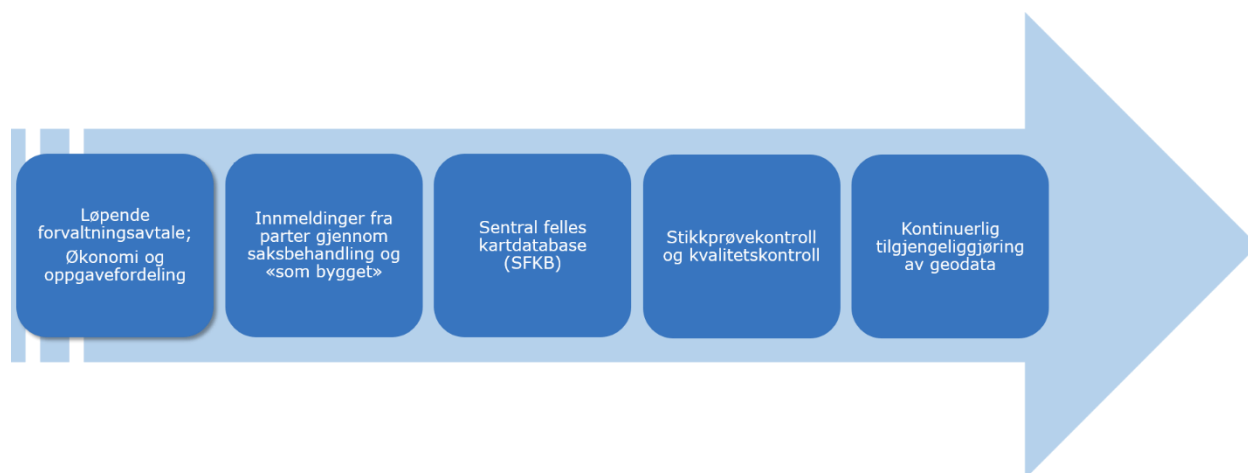 Løpende
forvaltningsavtale;
Økonomi og
oppgavefordeling
Innmeldinger fra
parter gjennom
saksbehandling og
«som bygget»
Sentral felles
kartdatabase
(SFKB)
Stikkprøvekontroll
og kvalitetskontroll
Kontinuerlig
tilgjengeliggjøring
av geodata